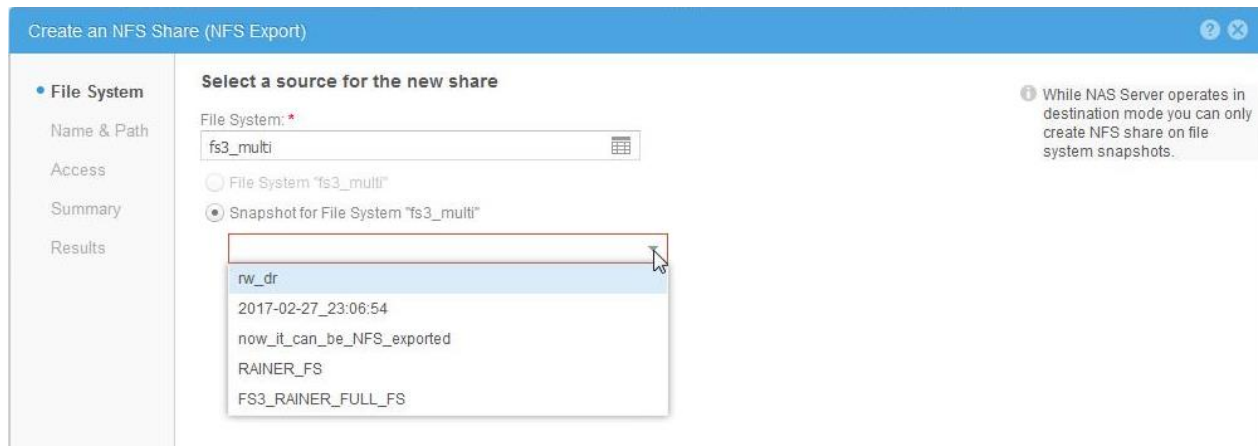 Create an NFS Share (NFS Export)
File System
Name & Path
Access
Summary
Results
Select a source for the new share
File System: *
fs3_multi
File System "fs3_multi"
Snapshot for File System "fs3_multi"
rw_dr
2017-02-27_23:06:54
now_it_can_be_NFS_exported
RAINER_FS
FS3_RAINER_FULL_FS
While NAS Server operates in
destination mode you can only
create NFS share on file
system snapshots.